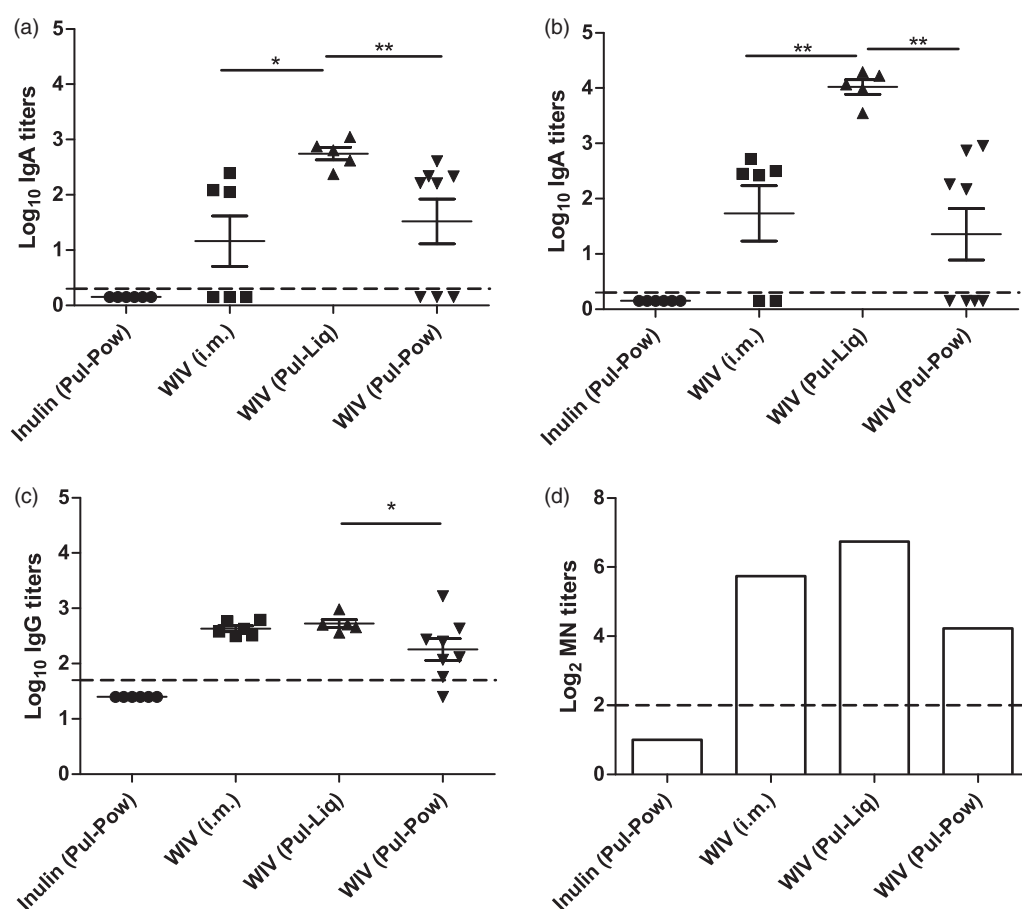 (a)
5
4
3
2
1
0
Log10 IgA titers
*
**
Inulin (Pul-Pow)
WIV (i.m.)
WIV (Pul-Liq)
WIV (Pul-Pow)
(b)
5
4
3
2
1
0
Log10 IgA titers
**
**
Inulin (Pul-Pow)
WIV (i.m.)
WIV (Pul-Liq)
WIV (Pul-Pow)
(c)
5
4
3
2
1
0
Log10 IgG titers
*
Inulin (Pul-Pow)
WIV (i.m.)
WIV (Pul-Liq)
WIV (Pul-Pow)
(d)
8
6
4
2
0
Log2 MN titers
Inulin (Pul-Pow)
WIV (i.m.)
WIV (Pul-Liq)
WIV (Pul-Pow)